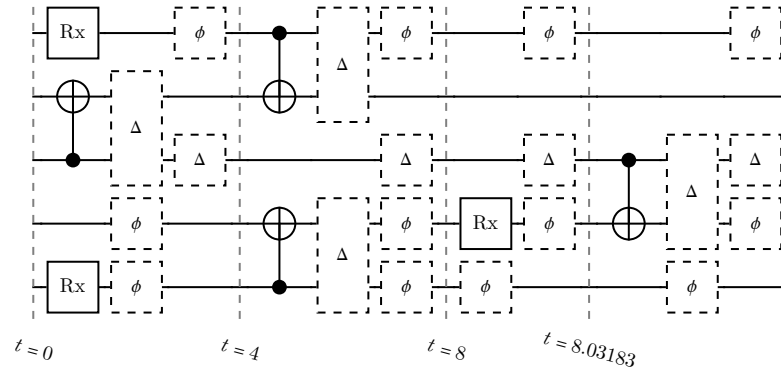 Rx ϕ Δ ϕ ϕ ϕ
Δ
Δ Δ Δ Δ Δ
ϕ ϕ Rx ϕ ϕ
Δ
Rx ϕ ϕ ϕ ϕ
t = 0 t = 4 t = 8 t = 8.03183